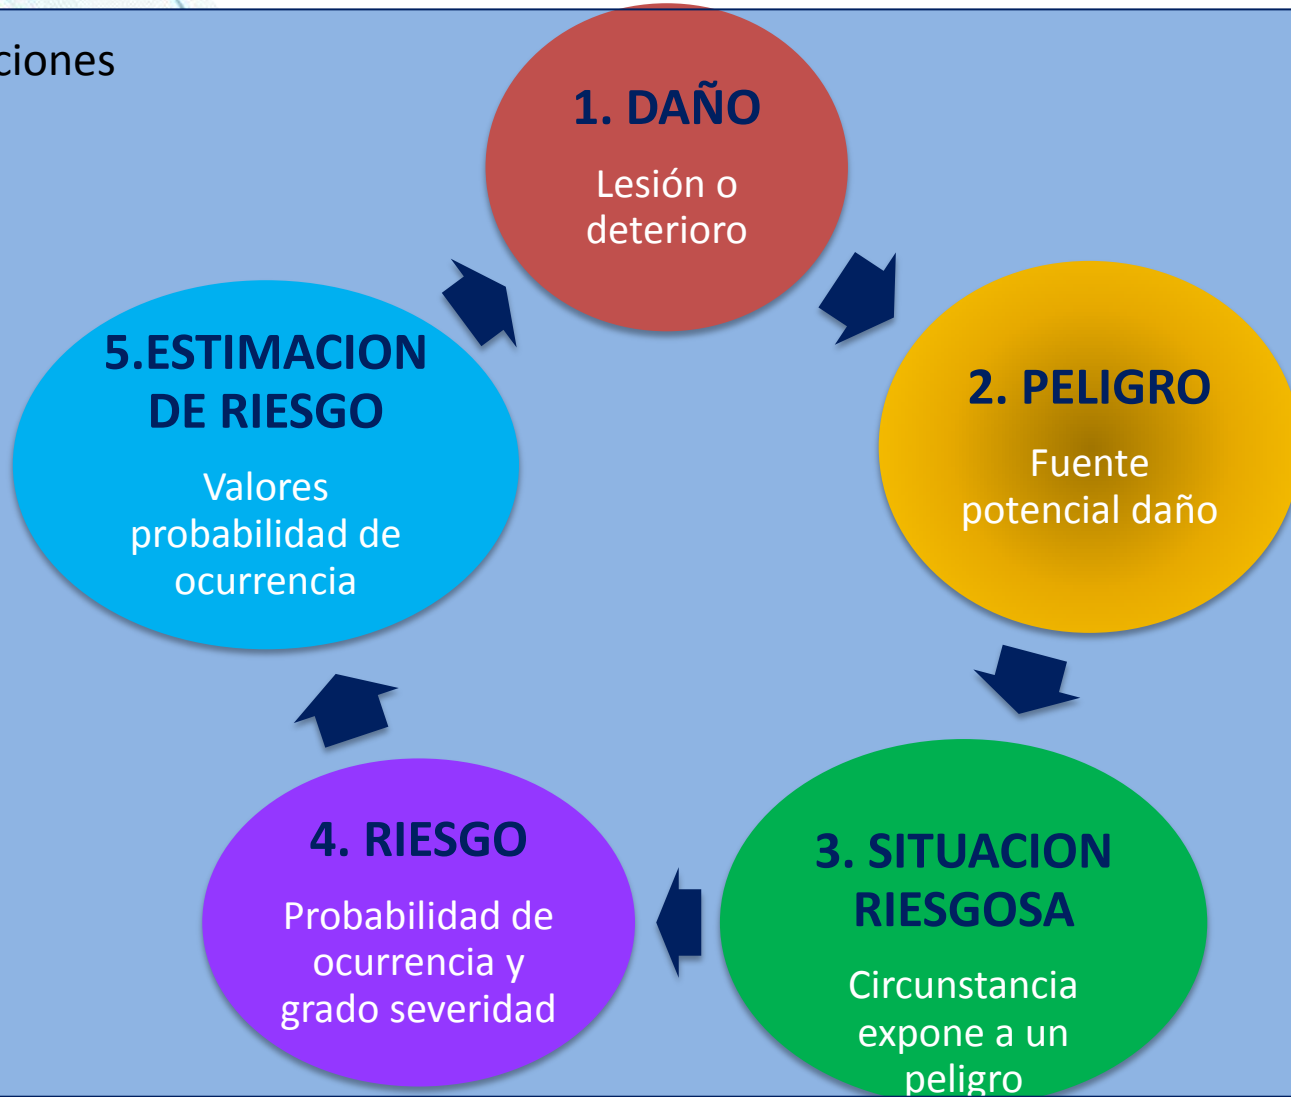 ciones
1. DAÑO
Lesión o
deterioro
2. PELIGRO
Fuente
potencial daño
3. SITUACION
RIESGOSA
Circunstancia
expone a un
peligro
4. RIESGO
Probabilidad de
ocurrencia y
grado severidad
5.ESTIMACION
DE RIESGO
Valores
probabilidad de
ocurrencia